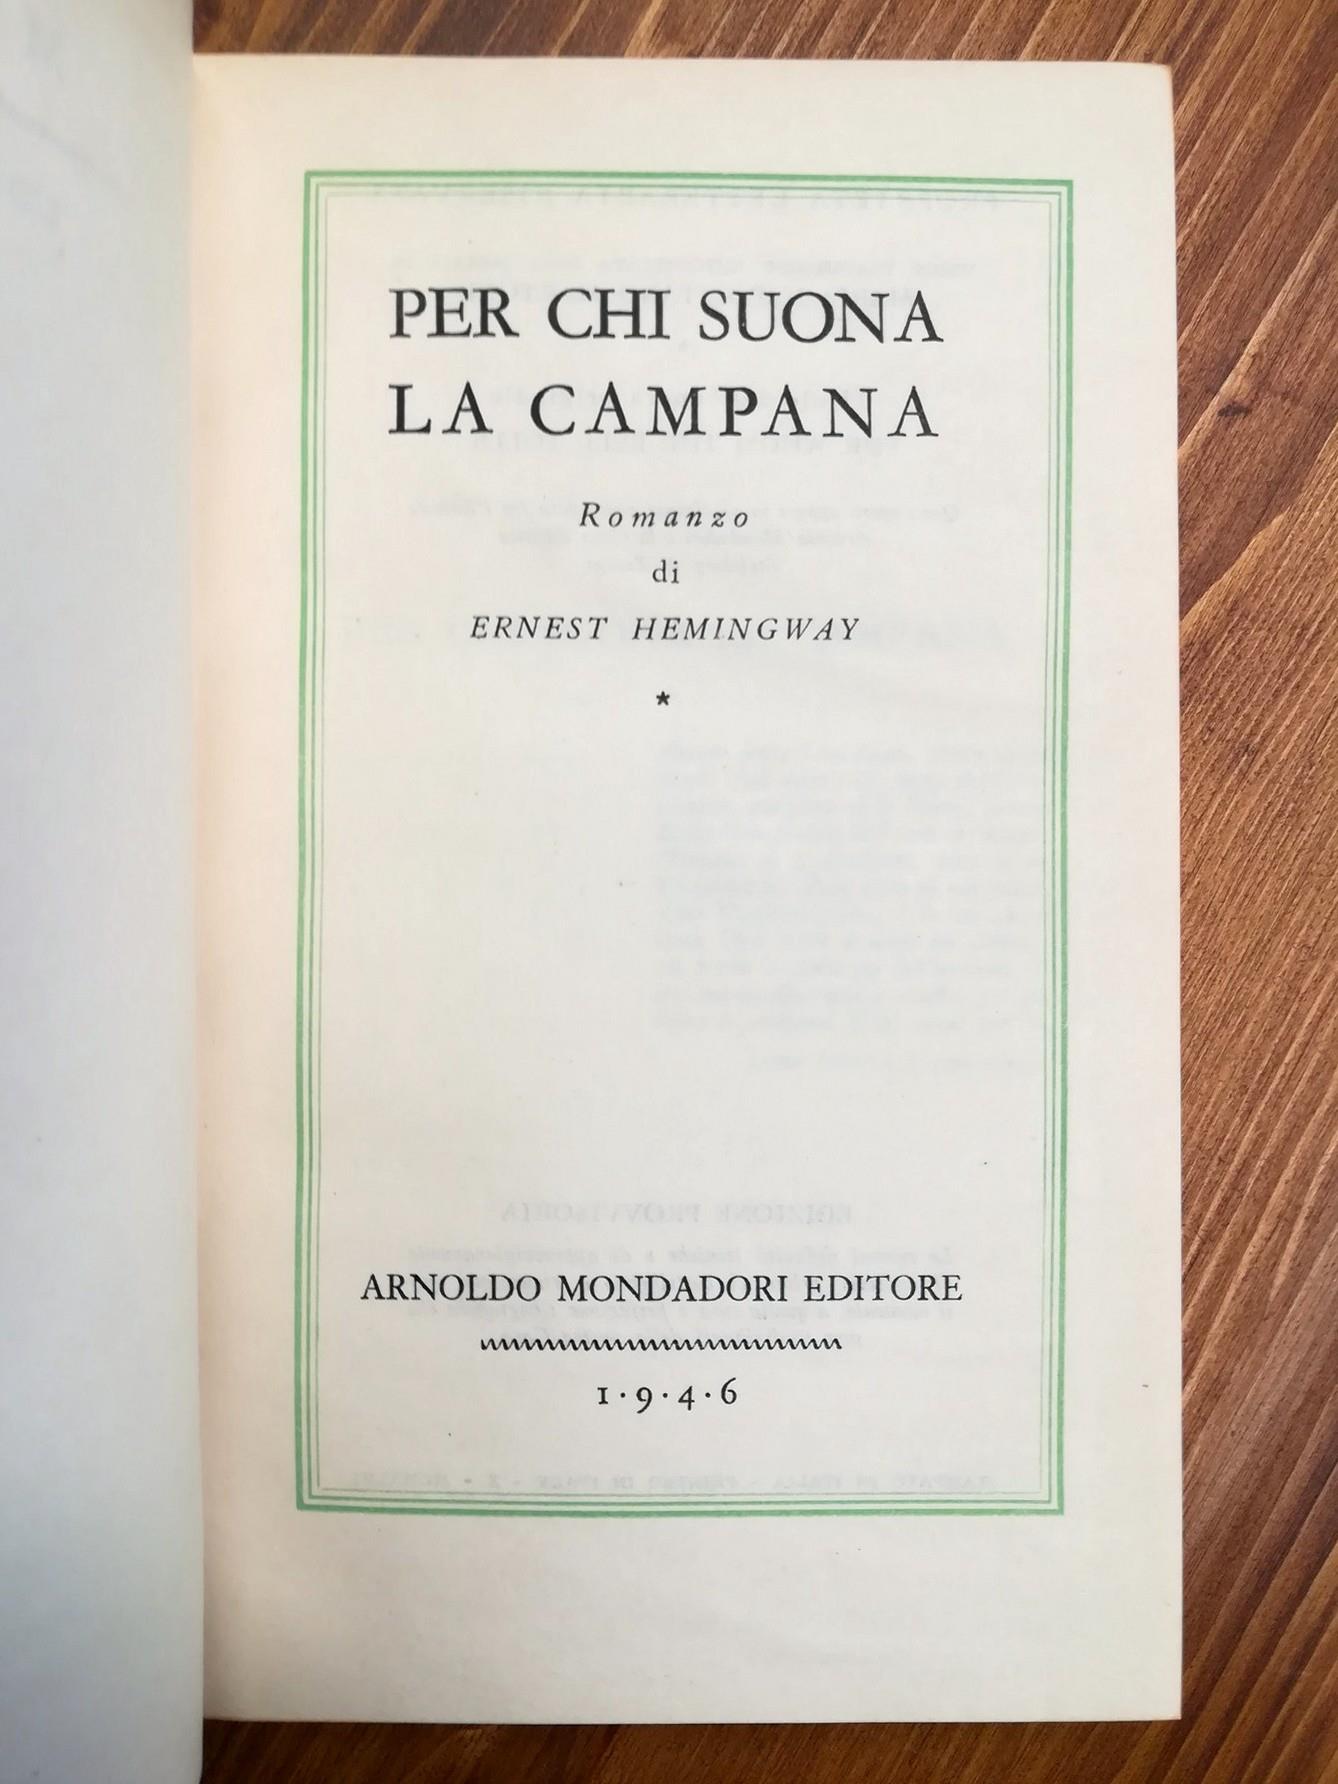 PER CHI SUONA
LA CAMPANA
Romanzo
di
ERNEST HEMINGWAY
*
ARNOLDO MONDADORI EDITORE
1·9·4·6